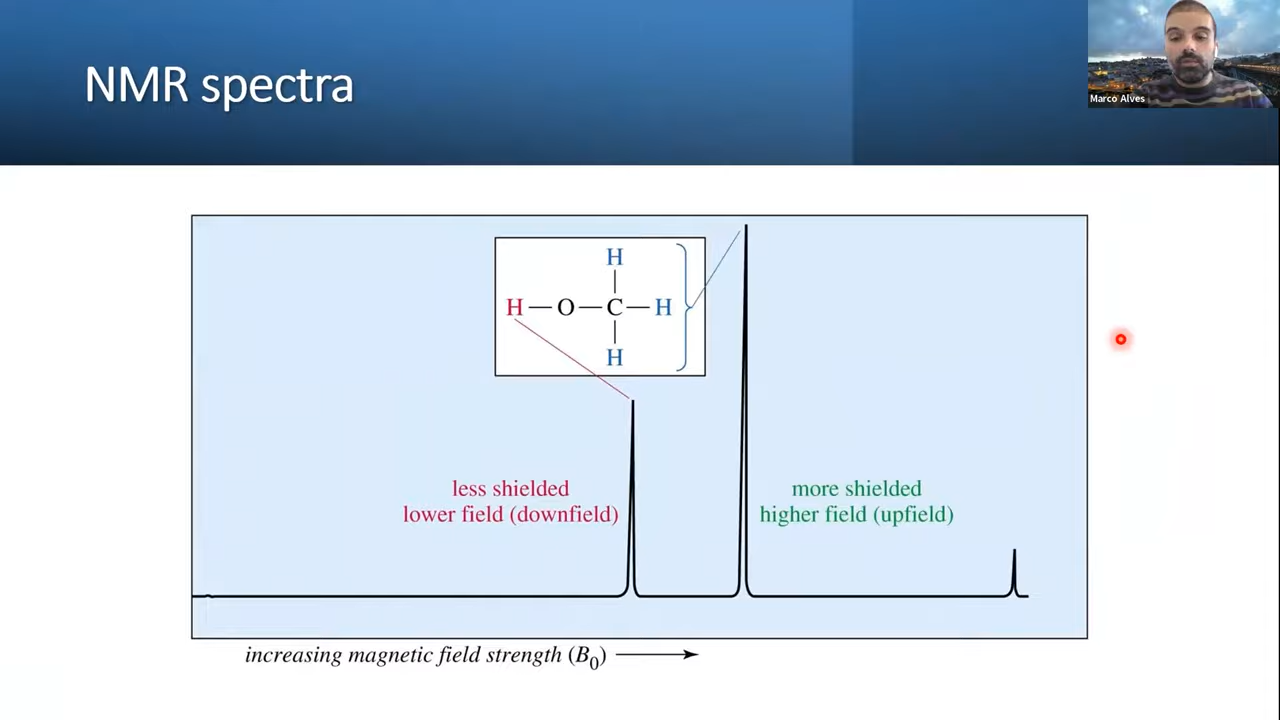 NMR spectra
Marco Alves
H
H — O — C — H
H
less shielded
lower field (downfield)
more shielded
higher field (upfield)
increasing magnetic field strength (B₀) ⟶